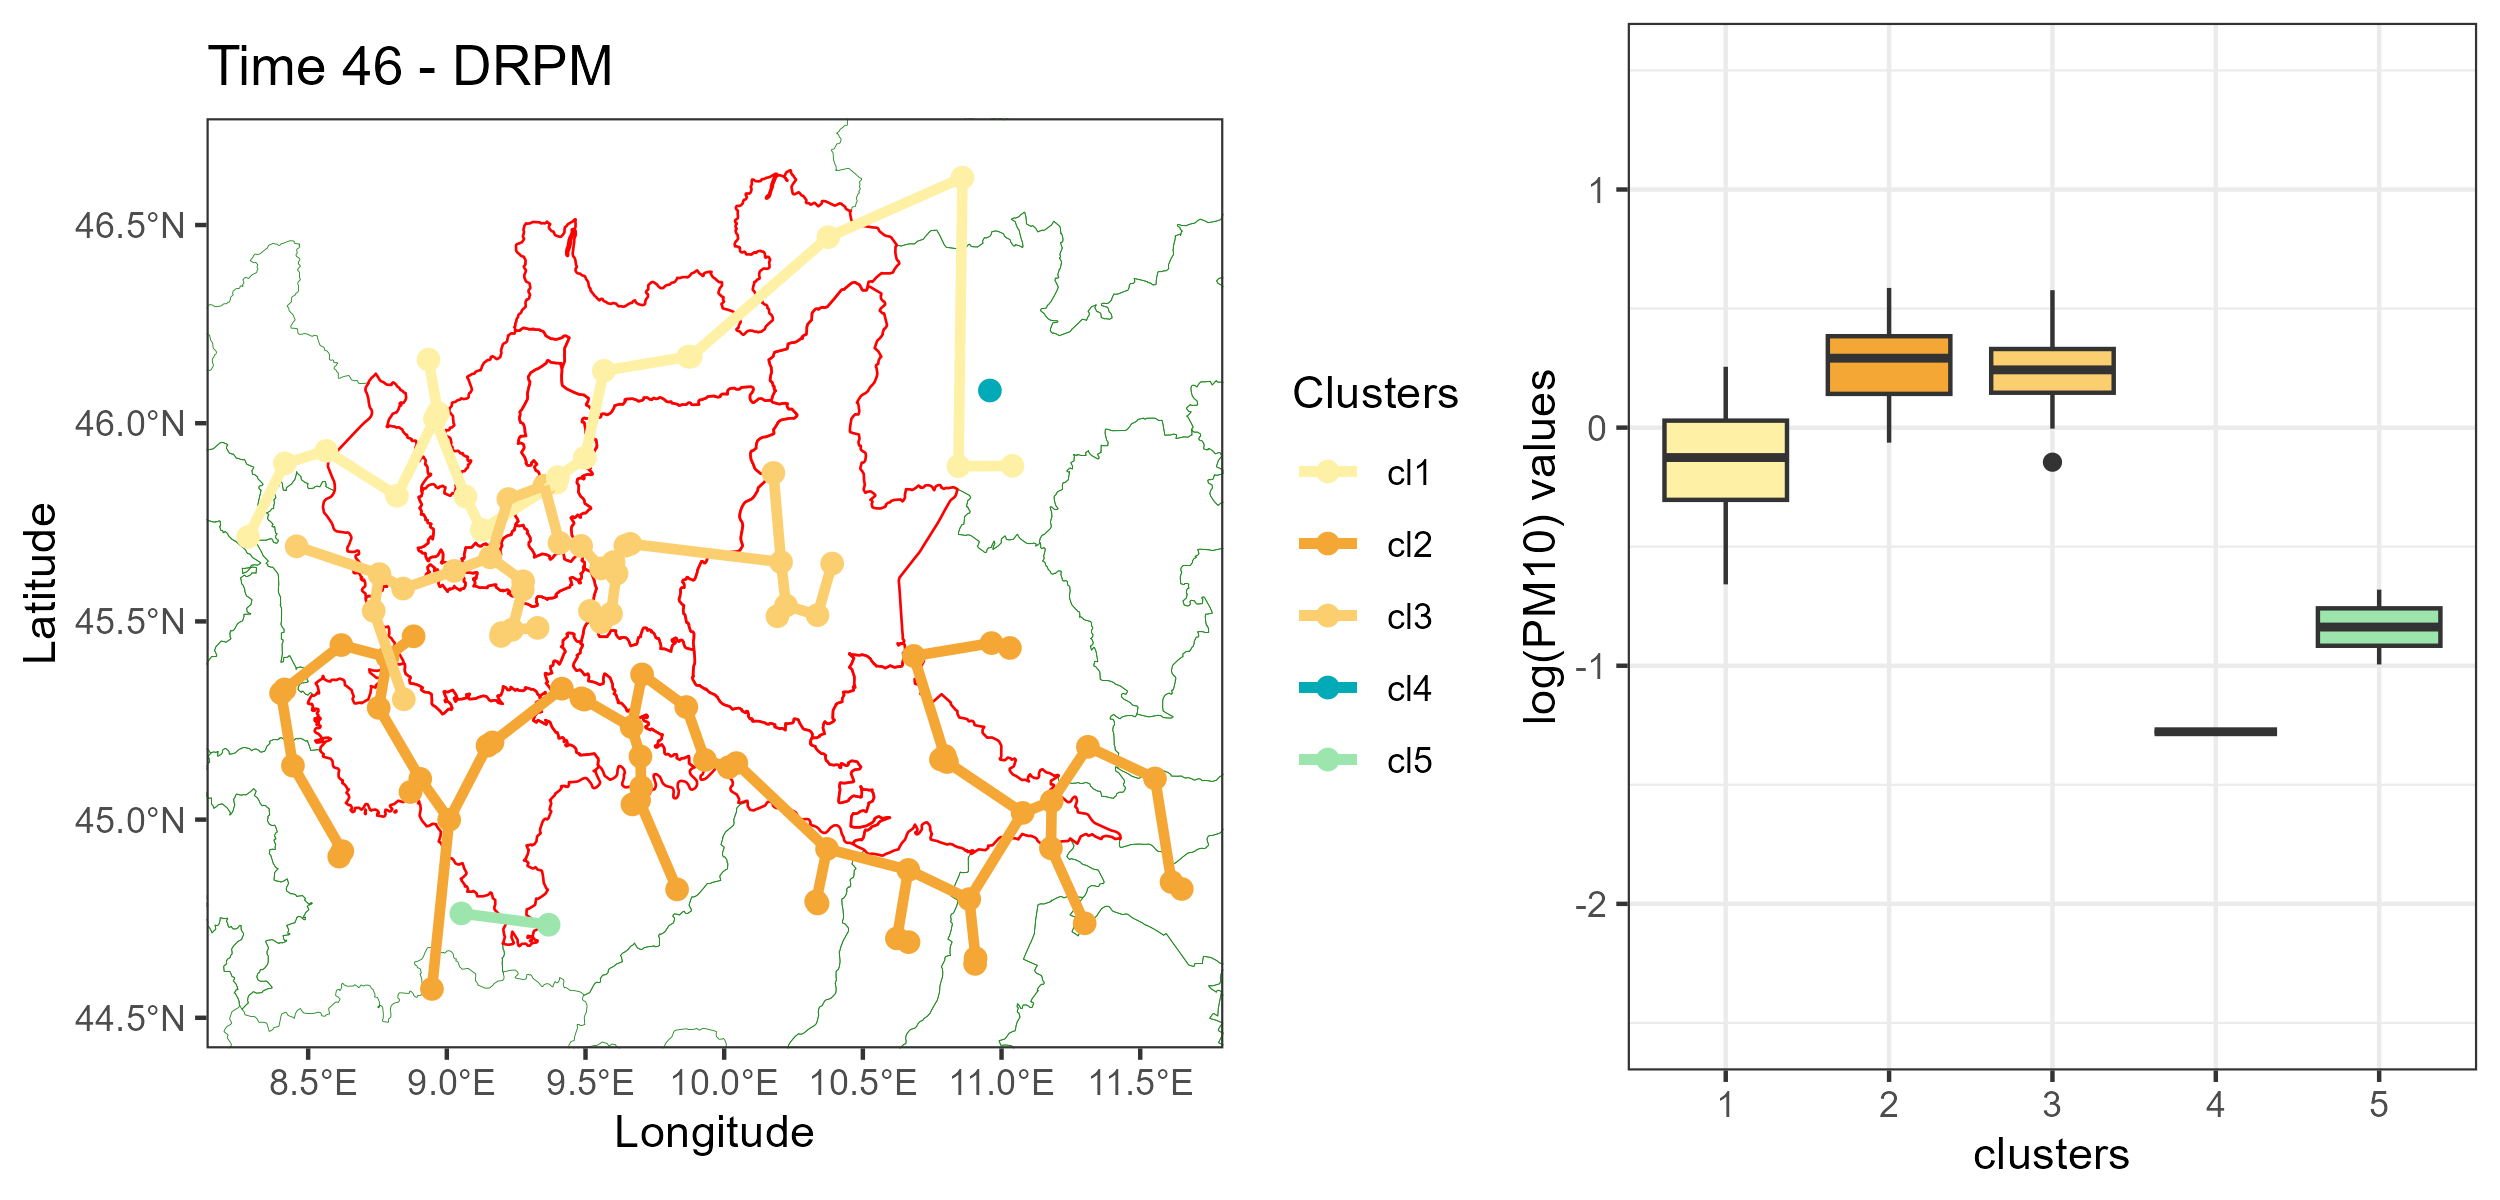 Time 46 - DRPM
46.5°N
46.0°N
45.5°N
45.0°N
44.5°N
Latitude
8.5°E
9.0°E
9.5°E
10.0°E
10.5°E
11.0°E
11.5°E
Longitude
Clusters
cl1
cl2
cl3
cl4
cl5
log(PM10) values
1
0
-1
-2
1
2
3
4
5
clusters